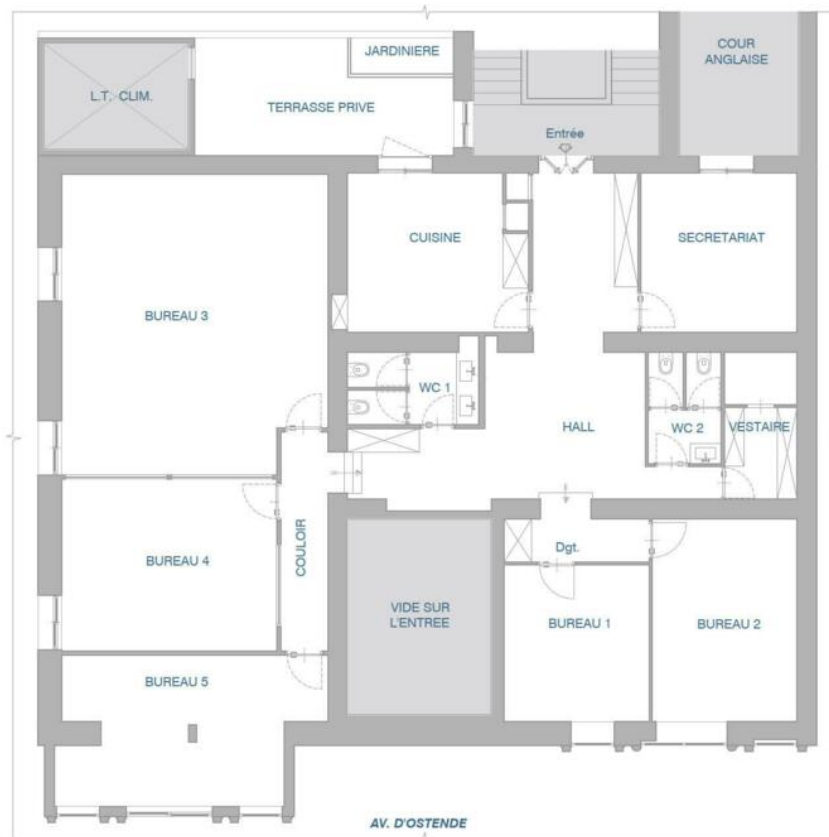 JARDINIERE
COUR
ANGLAISE
L.T. CLIM.
TERRASSE PRIVE
Entrée
CUISINE
SECRETARIAT
BUREAU 3
WC 1
HALL
WC 2
VESTAIRE
COULOIR
BUREAU 4
Dgt.
VIDE SUR
L'ENTREE
BUREAU 1
BUREAU 2
BUREAU 5
AV. D'OSTENDE